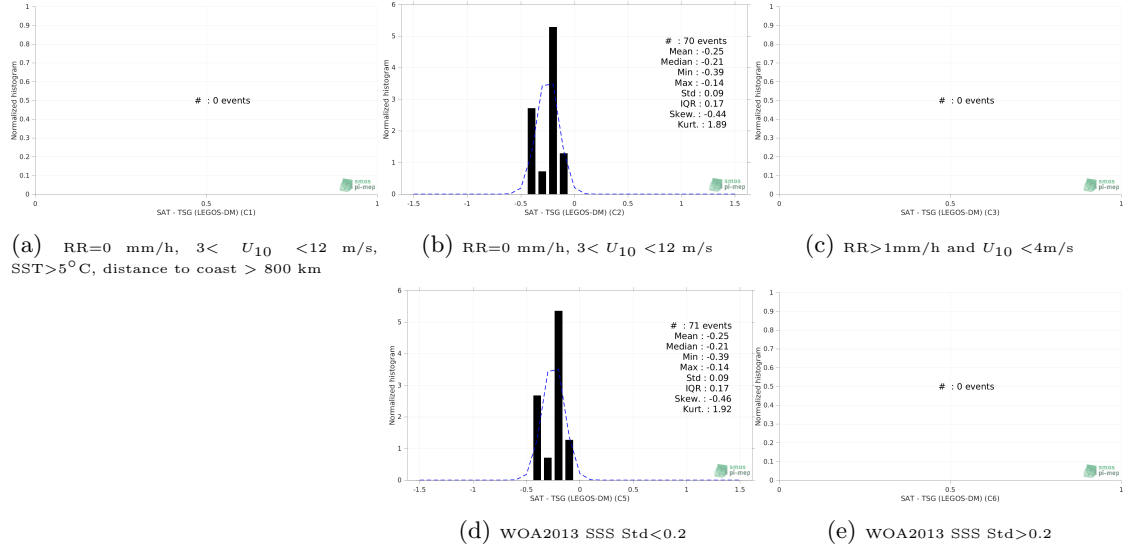 1
0.9
0.8
0.7
0.6
0.5
0.4
0.3
0.2
0.1
0
Normalized histogram
# : 0 events
0 0.5 1
SAT - TSG (LEGOS-DM) (C1)
smos
pi-mep
(a) RR=0 mm/h, 3< U10 <12 m/s,
SST>5°C, distance to coast > 800 km
6
5
4
3
2
1
0
Normalized histogram
# : 70 events
Mean : -0.25
Median : -0.21
Min : -0.39
Max : -0.14
Std : 0.09
IQR : 0.17
Skew. : -0.44
Kurt. : 1.89
-1.5 -1 -0.5 0 0.5 1 1.5
SAT - TSG (LEGOS-DM) (C2)
smos
pi-mep
(b) RR=0 mm/h, 3< U10 <12 m/s
1
0.9
0.8
0.7
0.6
0.5
0.4
0.3
0.2
0.1
0
Normalized histogram
# : 0 events
0 0.5 1
SAT - TSG (LEGOS-DM) (C3)
smos
pi-mep
(c) RR>1mm/h and U10 <4m/s
6
5
4
3
2
1
0
Normalized histogram
# : 71 events
Mean : -0.25
Median : -0.21
Min : -0.39
Max : -0.14
Std : 0.09
IQR : 0.17
Skew. : -0.46
Kurt. : 1.92
-1.5 -1 -0.5 0 0.5 1 1.5
SAT - TSG (LEGOS-DM) (C5)
smos
pi-mep
(d) WOA2013 SSS Std<0.2
1
0.9
0.8
0.7
0.6
0.5
0.4
0.3
0.2
0.1
0
Normalized histogram
# : 0 events
0 0.5 1
SAT - TSG (LEGOS-DM) (C6)
smos
pi-mep
(e) WOA2013 SSS Std>0.2